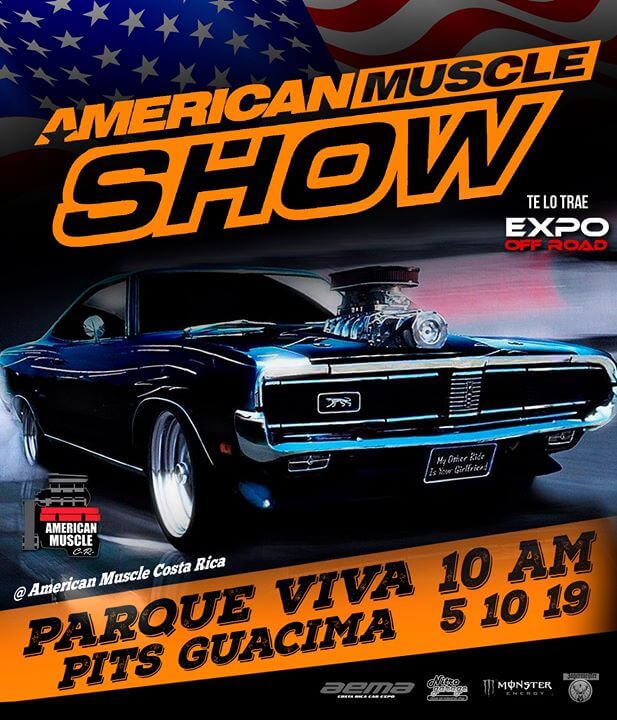 AMERICAN MUSCLE
SHOW
TE LO TRAE
EXPO
OFF ROAD
My Other Ride
Is Your Girlfriend
AMERICAN
MUSCLE
C.R.
@ American Muscle Costa Rica
PARQUE VIVA 10 AM
PITS GUACIMA 5 10 19
aema
COSTA RICA CAR EXPO
Nitro
garage
MONSTER
ENERGY
Jägermeister